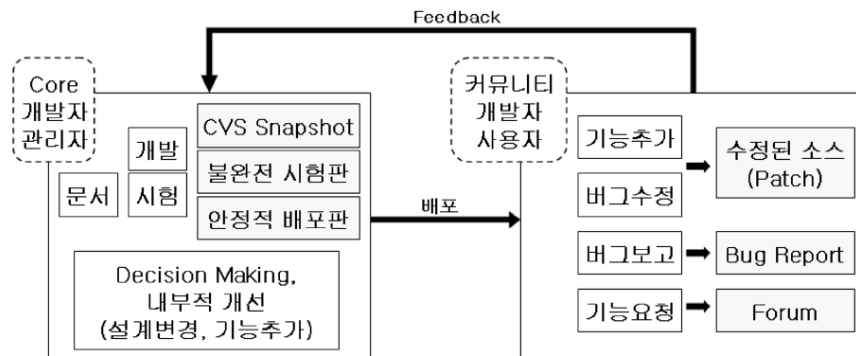 Feedback
Core
개발자
관리자
CVS Snapshot
개발
불완전 시험판
문서
시험
안정적 배포판
Decision Making,
내부적 개선
(설계변경, 기능추가)
배포
커뮤니티
개발자
사용자
기능추가
수정된 소스
(Patch)
버그수정
버그보고
Bug Report
기능요청
Forum